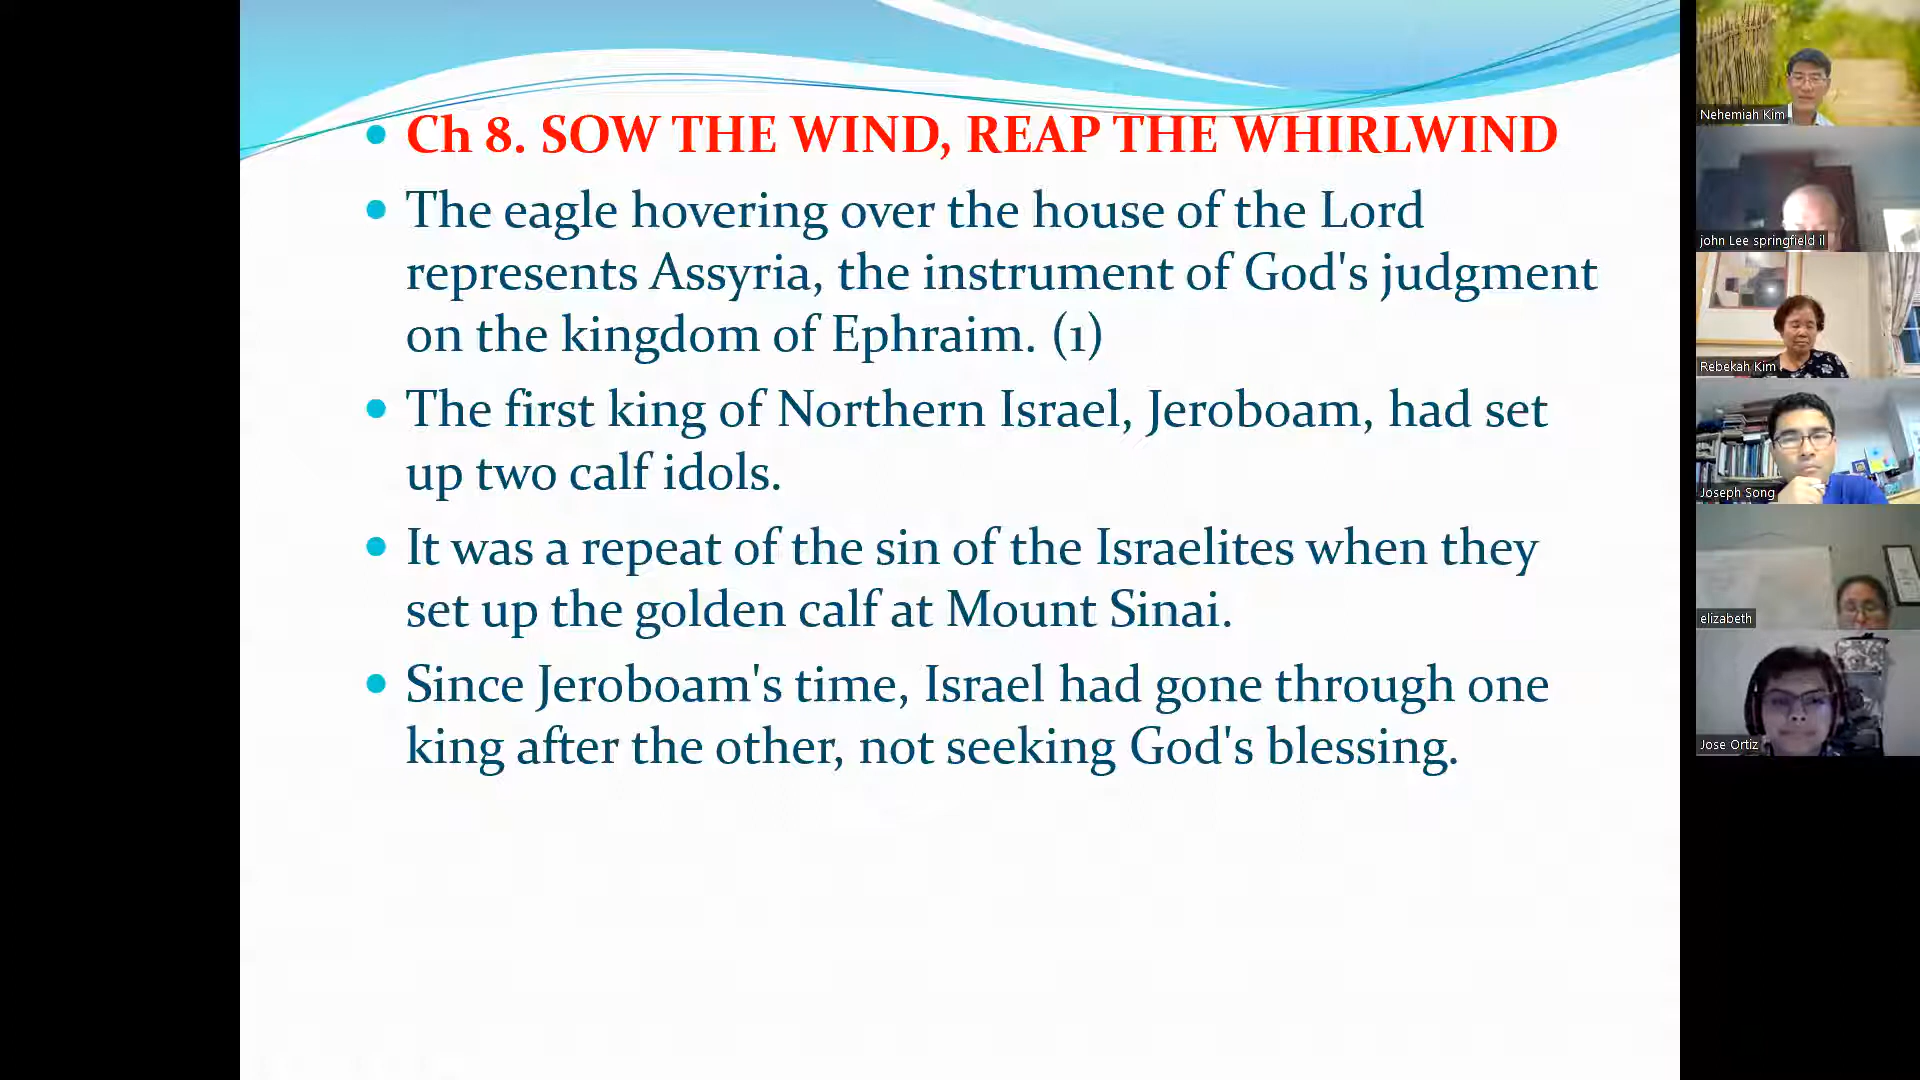 Ch 8. SOW THE WIND, REAP THE WHIRLWIND
The eagle hovering over the house of the Lord
represents Assyria, the instrument of God's judgment
on the kingdom of Ephraim. (1)
The first king of Northern Israel, Jeroboam, had set
up two calf idols.
It was a repeat of the sin of the Israelites when they
set up the golden calf at Mount Sinai.
Since Jeroboam's time, Israel had gone through one
king after the other, not seeking God's blessing.
Nehemiah Kim
john Lee springfield il
Rebekah Kim
Joseph Song
elizabeth
Jose Ortiz